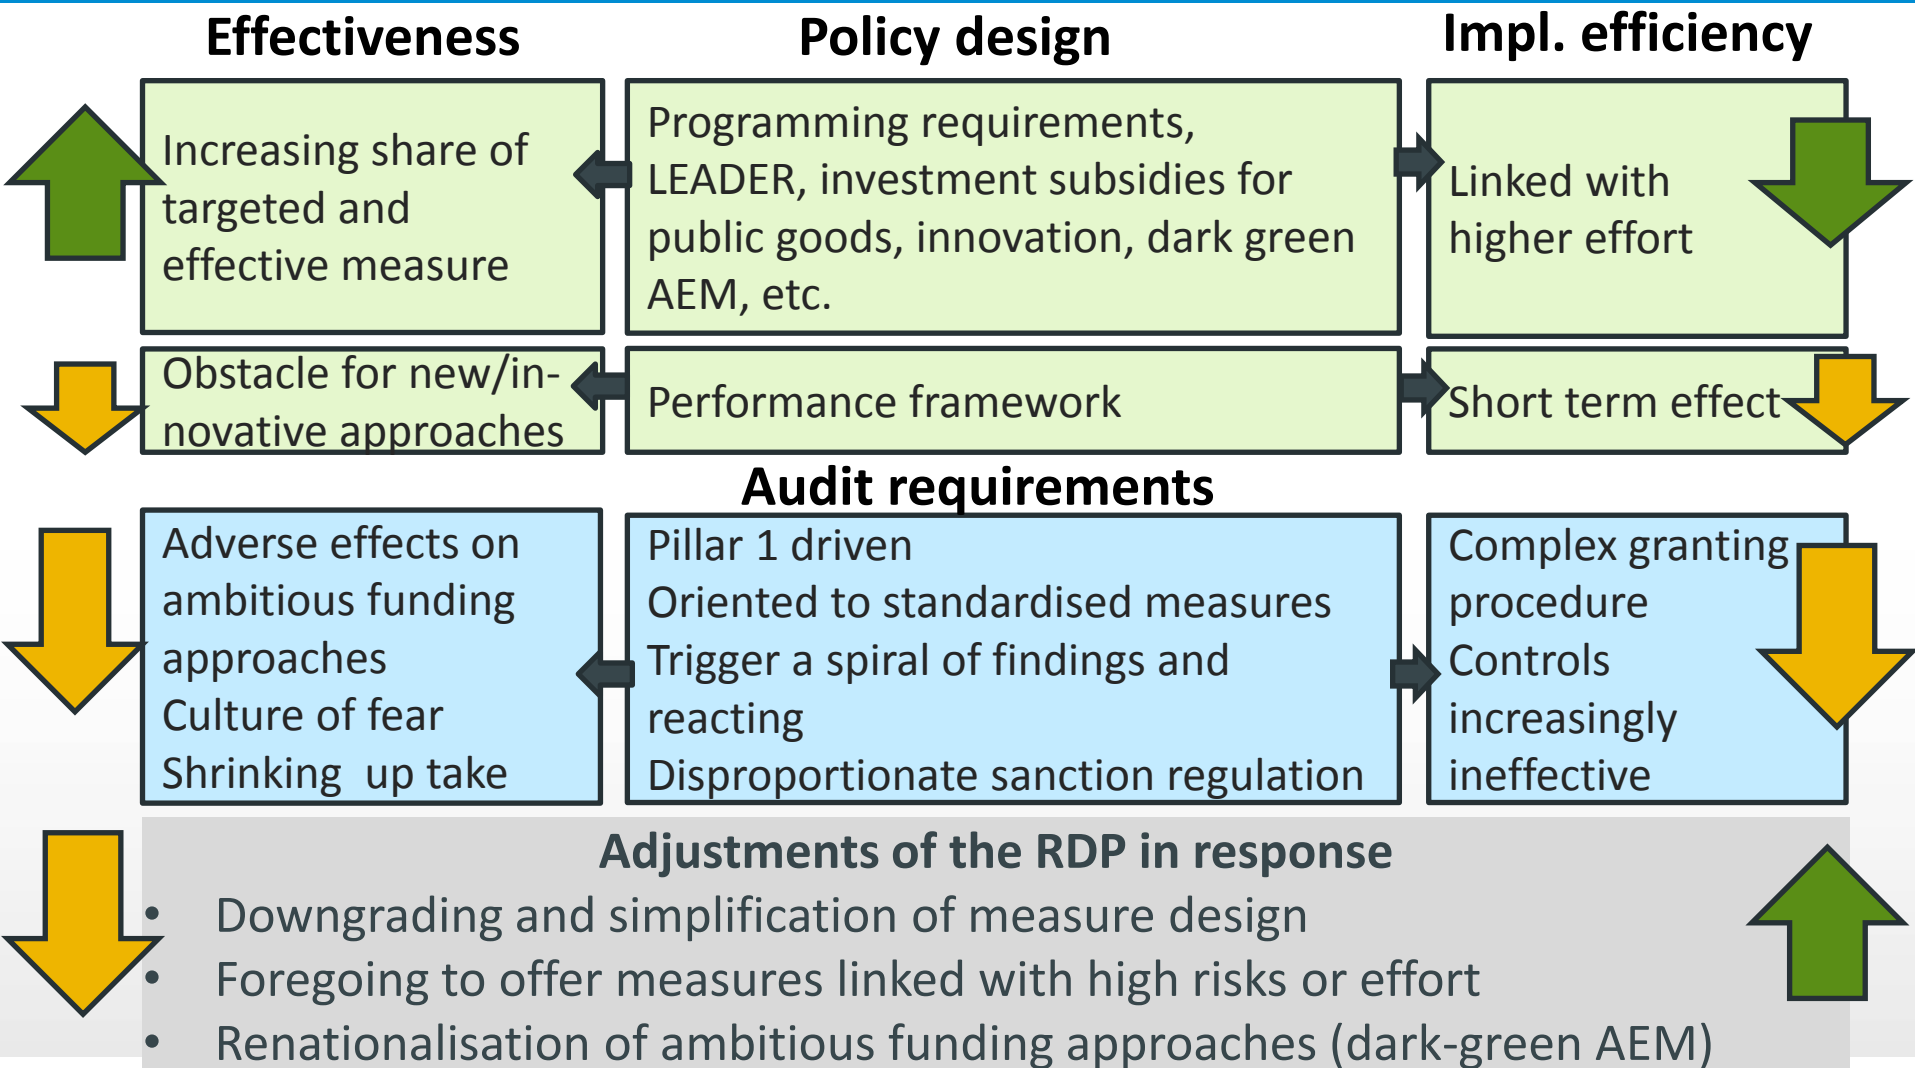 Effectiveness
Policy design
Impl. efficiency
Increasing share of
targeted and
effective measure
Programming requirements,
LEADER, investment subsidies for
public goods, innovation, dark green
AEM, etc.
Linked with
higher effort
Obstacle for new/in-
novative approaches
Performance framework
Short term effect
Audit requirements
Adverse effects on
ambitious funding
approaches
Culture of fear
Shrinking  up take
Pillar 1 driven
Oriented to standardised measures
Trigger a spiral of findings and
reacting
Disproportionate sanction regulation
Complex granting
procedure
Controls
increasingly
ineffective
Adjustments of the RDP in response
• Downgrading and simplification of measure design
• Foregoing to offer measures linked with high risks or effort
• Renationalisation of ambitious funding approaches (dark-green AEM)